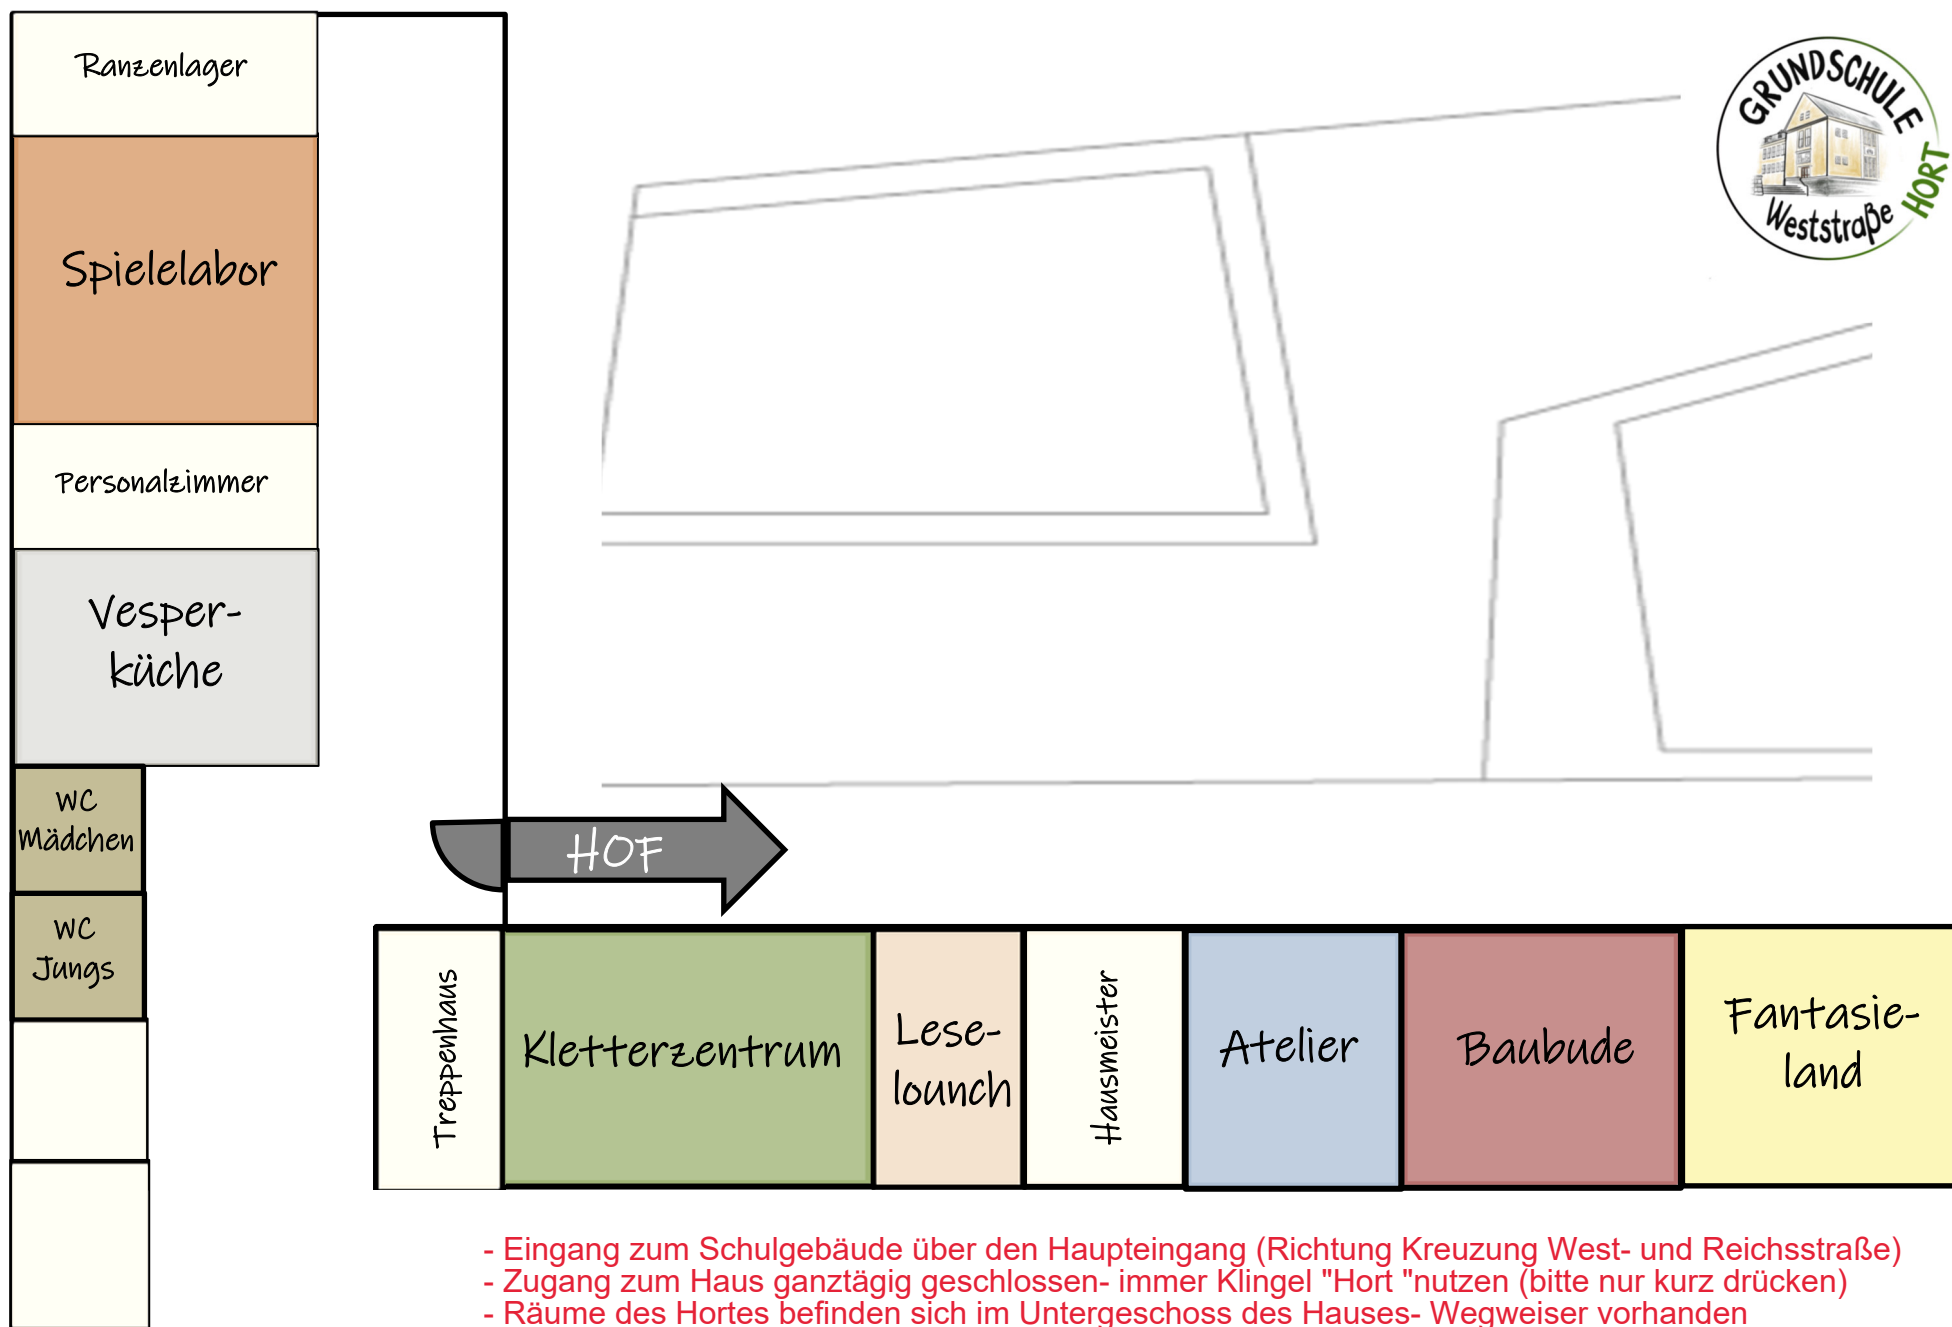 Ranzenlager
Spielelabor
Personalzimmer
Vesper-
küche
WC
Mädchen
WC
Jungs
GRUNDSCHULE
Weststraße
HORT
HOF
Treppenhaus
Kletterzentrum
Lese-
lounch
Hausmeister
Atelier
Baubude
Fantasie-
land
- Eingang zum Schulgebäude über den Haupteingang (Richtung Kreuzung West- und Reichsstraße)
- Zugang zum Haus ganztägig geschlossen- immer Klingel "Hort "nutzen (bitte nur kurz drücken)
- Räume des Hortes befinden sich im Untergeschoss des Hauses- Wegweiser vorhanden